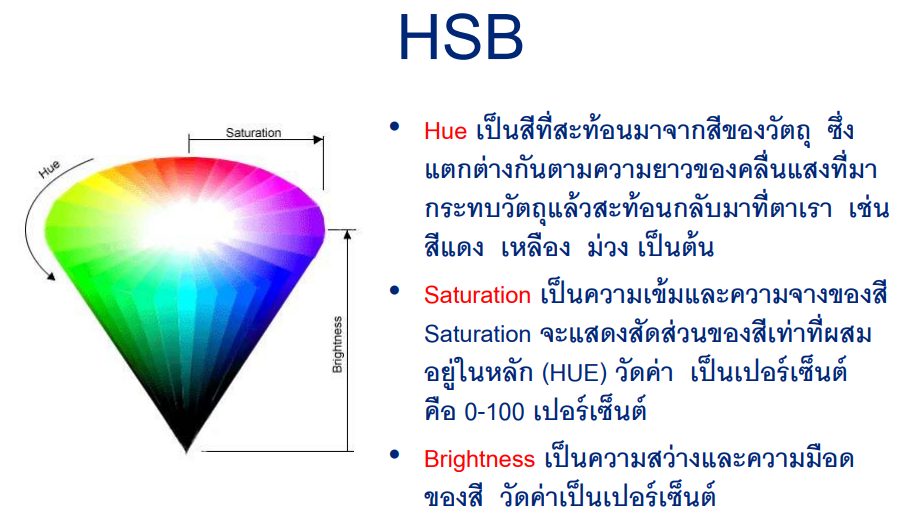 HSB
Saturation
Hue
Brightness
• Hue เป็นสีที่สะท้อนมาจากสีของวัตถุ ซึ่ง
แตกต่างกันตามความยาวของคลื่นแสงที่มา
กระทบวัตถุแล้วสะท้อนกลับมาที่ตาเรา เช่น
สีแดง เหลือง ม่วง เป็นต้น
• Saturation เป็นความเข้มและความจางของสี
Saturation จะแสดงสัดส่วนของสีเท่าที่ผสม
อยู่ในหลัก (HUE) วัดค่า เป็นเปอร์เซ็นต์
คือ 0-100 เปอร์เซ็นต์
• Brightness เป็นความสว่างและความมือด
ของสี วัดค่าเป็นเปอร์เซ็นต์